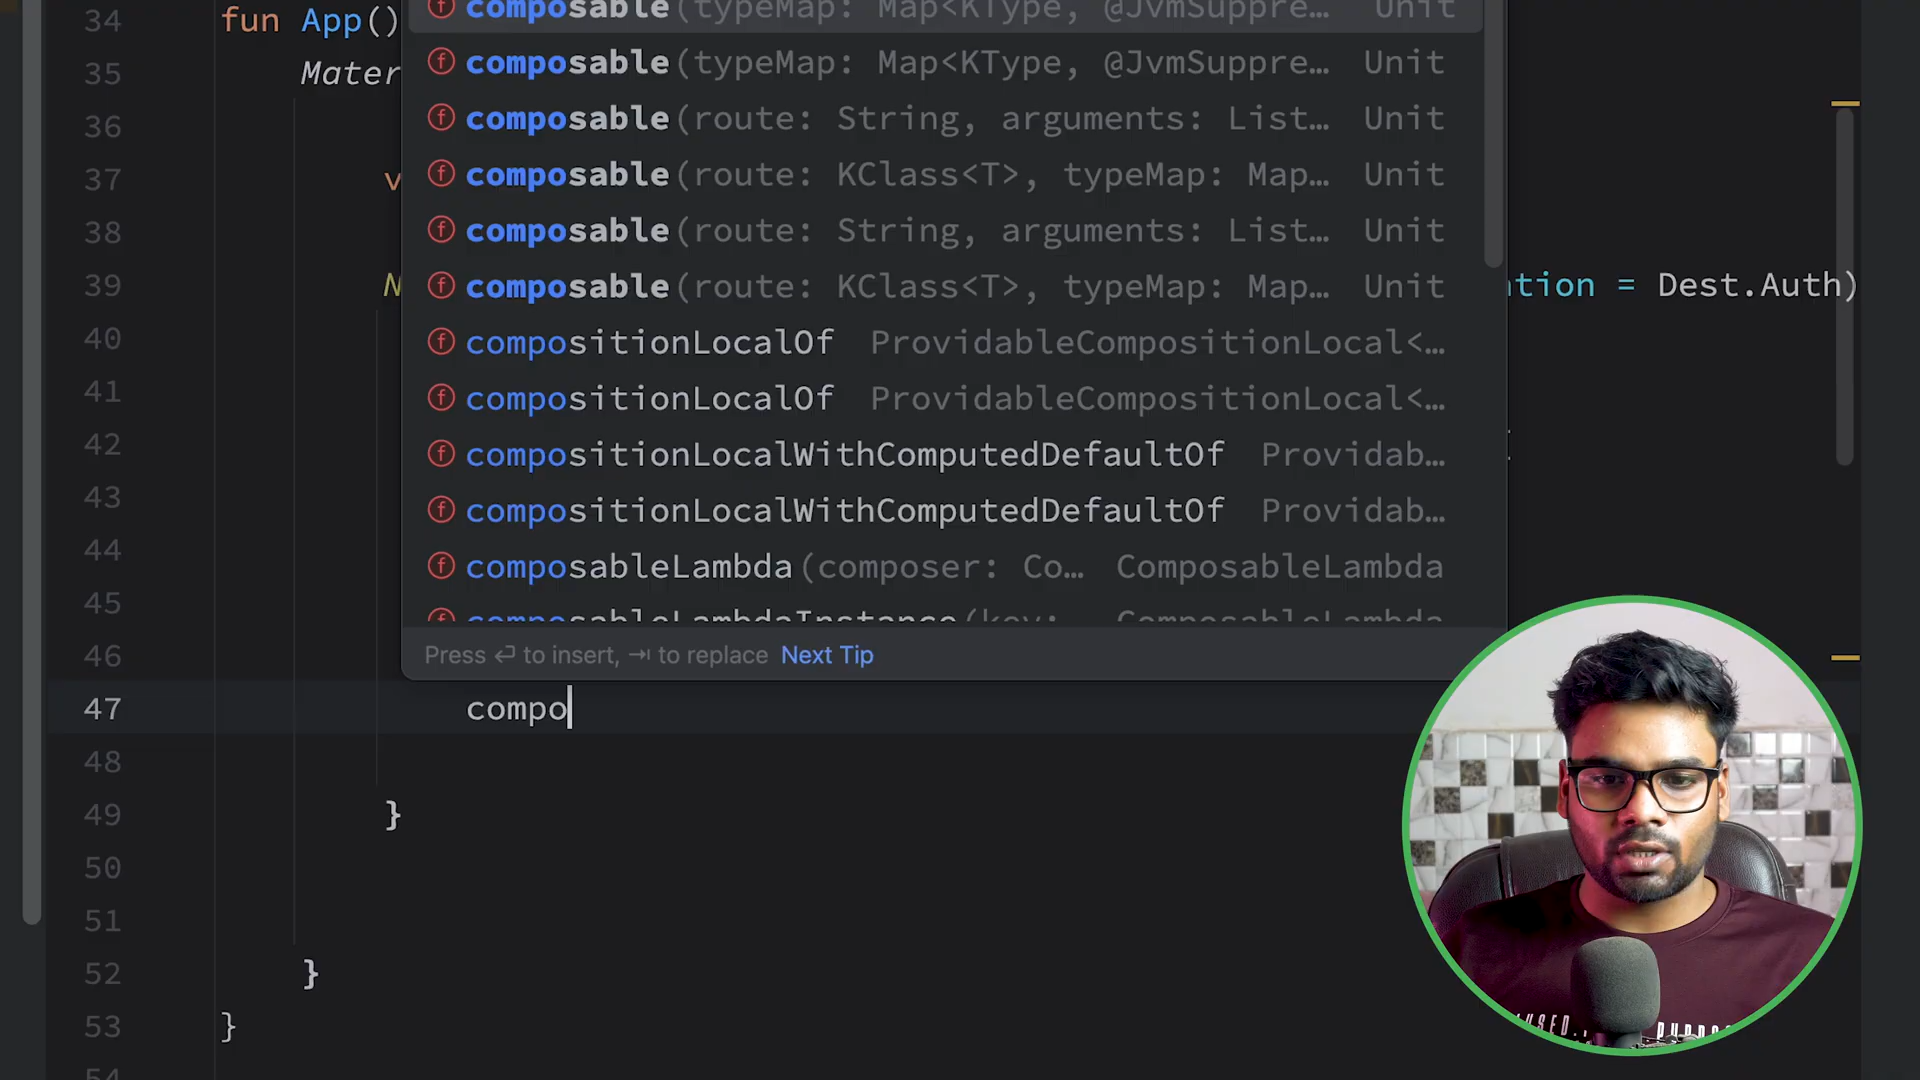 34 fun App() composable(typeMap: Map<KType, @JvmSuppre… Unit
35 Mater composable(typeMap: Map<KType, @JvmSuppre… Unit
36 composable(route: String, arguments: List… Unit
37 v composable(route: KClass<T>, typeMap: Map… Unit
38 composable(route: String, arguments: List… Unit
39 N composable(route: KClass<T>, typeMap: Map… Unit tion = Dest.Auth)
40 compositionLocalOf ProvidableCompositionLocal<…
41 compositionLocalOf ProvidableCompositionLocal<…
42 compositionLocalWithComputedDefaultOf Providab…
43 compositionLocalWithComputedDefaultOf Providab…
44 composableLambda(composer: Co… ComposableLambda
45 composableLambdaInstance(key: ComposableLambda
46 Press ⏎ to insert, ⇥ to replace Next Tip
47 compo
48
49 }
50
51
52 }
53 }
54